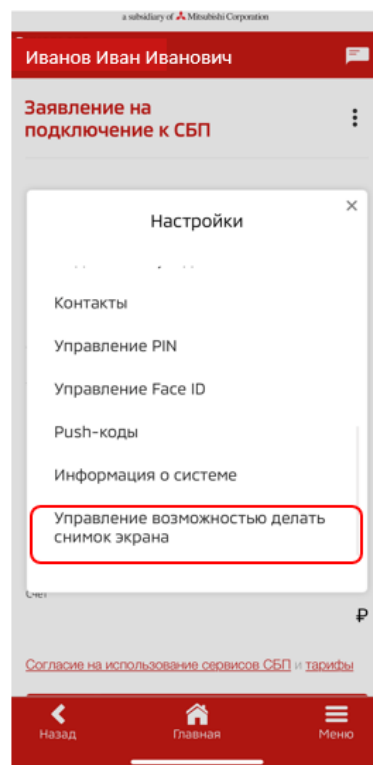 a subsidiary of Mitsubishi Corporation
Иванов Иван Иванович
Заявление на
подключение к СБП
Настройки
Контакты
Управление PIN
Управление Face ID
Push-коды
Информация о системе
Управление возможностью делать
снимок экрана
Счет
₽
Согласие на использование сервисов СБП и тарифы
Назад
Главная
Меню